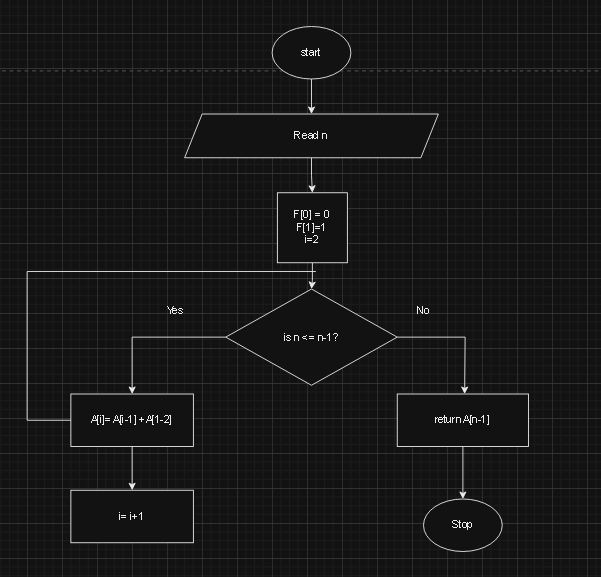 start
Read n
F[0] = 0
F[1]=1
i=2
Yes
No
is n <= n-1?
A[i]= A[i-1] + A[1-2]
return A[n-1]
i= i+1
Stop